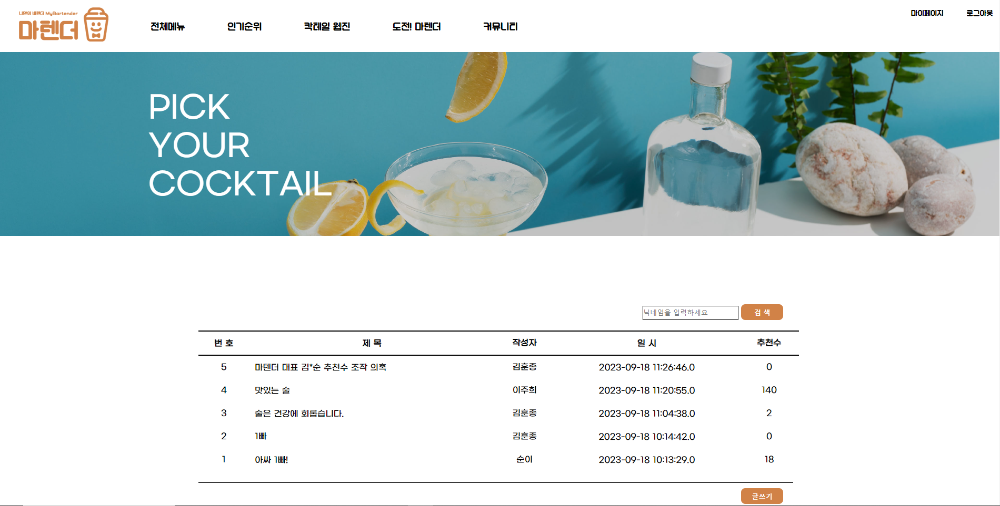 나만의 바텐더 MyBartender
마텐더
전체메뉴
인기순위
칵테일 웹진
도전! 마텐더
커뮤니티
마이페이지
로그아웃
PICK
YOUR
COCKTAIL
닉네임을 입력하세요
검 색
번 호 제 목 작성자 일 시 추천수
5 마텐더 대표 김*순 추천수 조작 의혹 김훈종 2023-09-18 11:26:46.0 0
4 맛있는 술 이주희 2023-09-18 11:20:55.0 140
3 술은 건강에 회롭습니다. 김훈종 2023-09-18 11:04:38.0 2
2 1빠 김훈종 2023-09-18 10:14:42.0 0
1 아싸 1빠! 순이 2023-09-18 10:13:29.0 18
글쓰기